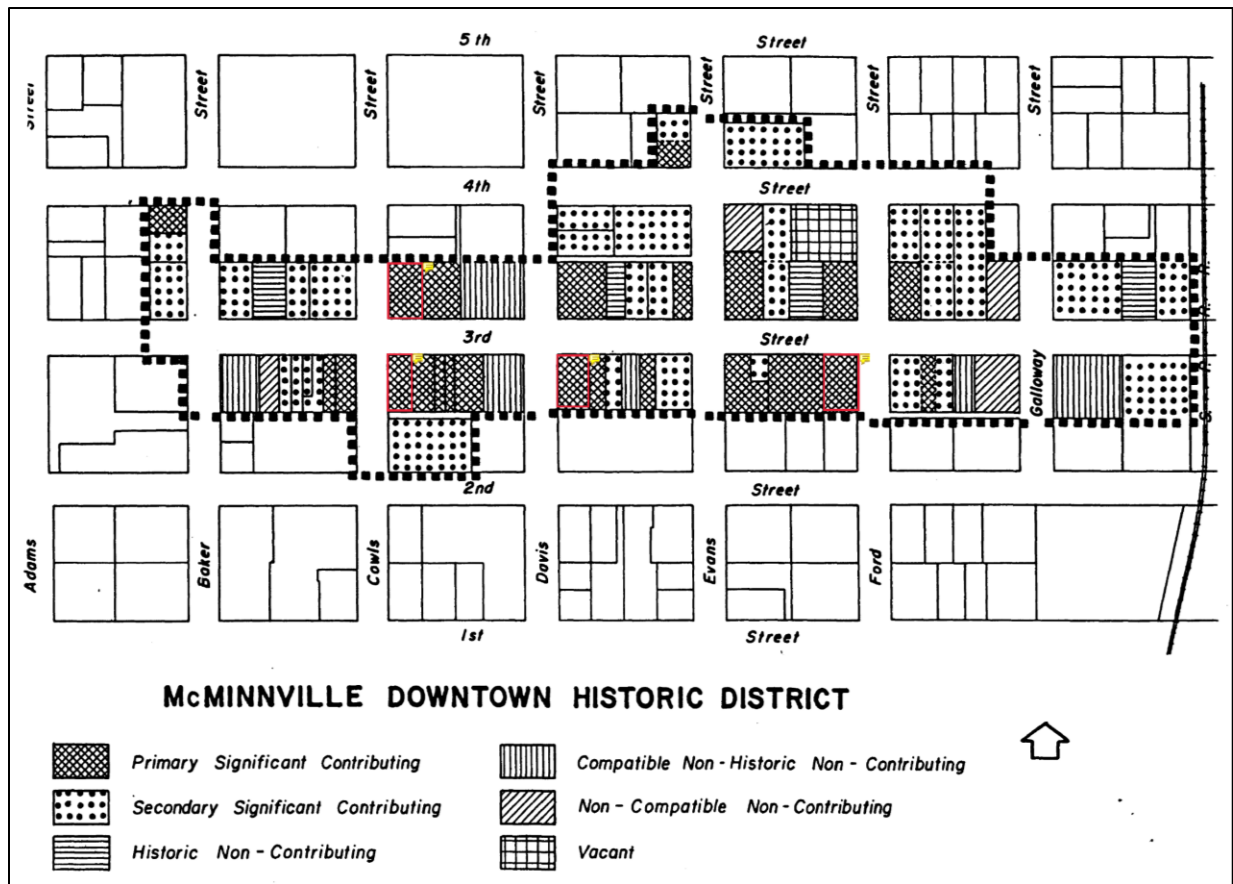 5th Street
Street Street Street Street Street Street Street
4th Street
3rd Street
Galloway
2nd Street
Adams Baker Cowls Davis Evans Ford
1st Street
McMINNVILLE DOWNTOWN HISTORIC DISTRICT
Primary Significant Contributing
Compatible Non-Historic Non-Contributing
Secondary Significant Contributing
Non-Compatible Non-Contributing
Historic Non-Contributing
Vacant